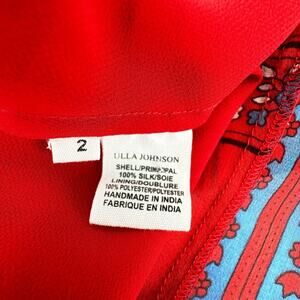 2
ULLA JOHNSON
SHELL/PRINCIPAL
100% SILK/SOIE
LINING/DOUBLURE
100% POLYESTER/POLYESTER
HANDMADE IN INDIA
FABRIQUE EN INDIA